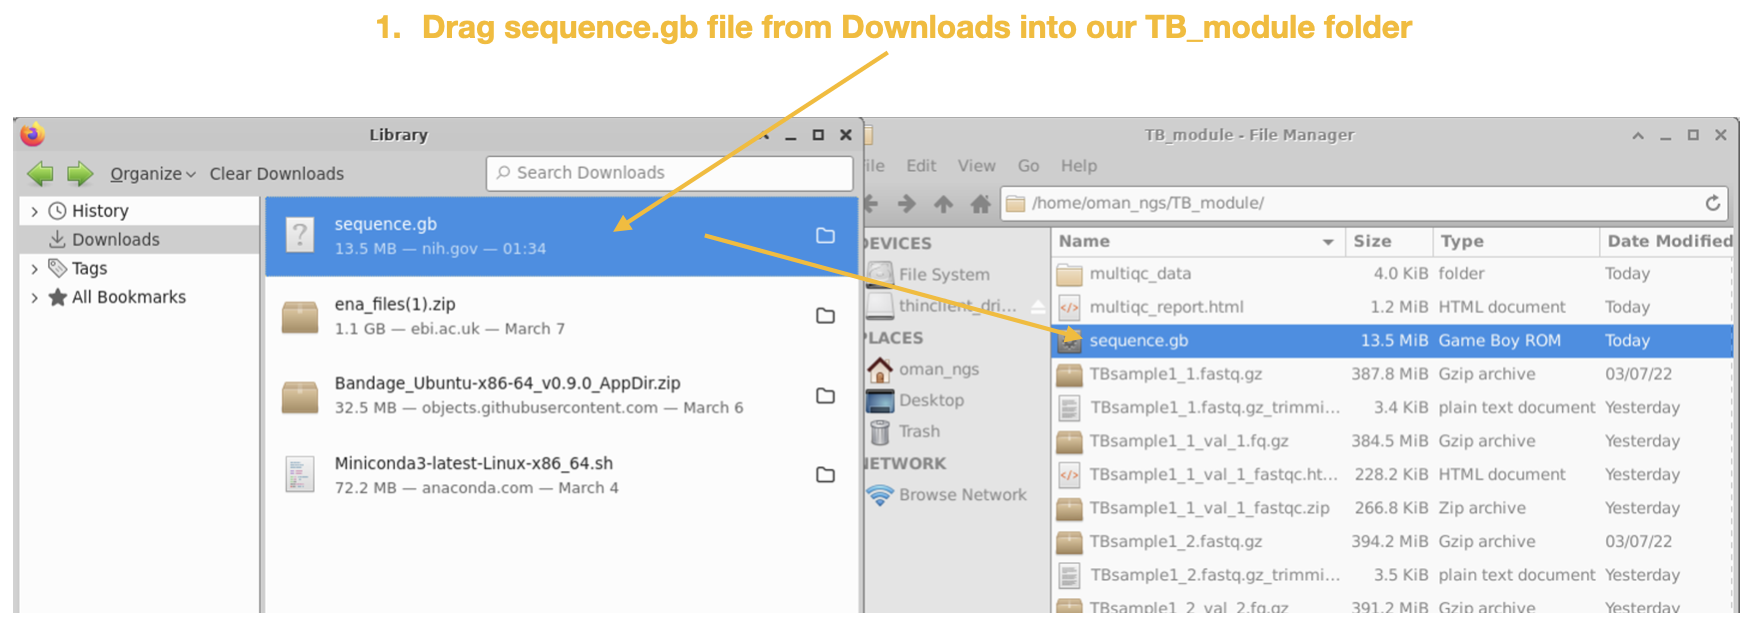 1. Drag sequence.gb file from Downloads into our TB_module folder
Library
Organize
Clear Downloads
Search Downloads
History
Downloads
Tags
All Bookmarks
sequence.gb
13.5 MB — nih.gov — 01:34
ena_files(1).zip
1.1 GB — ebi.ac.uk — March 7
Bandage_Ubuntu-x86-64_v0.9.0_AppDir.zip
32.5 MB — objects.githubusercontent.com — March 6
Miniconda3-latest-Linux-x86_64.sh
72.2 MB — anaconda.com — March 4
TB_module - File Manager
ile Edit View Go Help
/home/oman_ngs/TB_module/
DEVICES
File System
thinclient_dri...
PLACES
oman_ngs
Desktop
Trash
NETWORK
Browse Network
Name Size Type Date Modified
multiqc_data 4.0 KiB folder Today
multiqc_report.html 1.2 MiB HTML document Today
sequence.gb 13.5 MiB Game Boy ROM Today
TBsample1_1.fastq.gz 387.8 MiB Gzip archive 03/07/22
TBsample1_1.fastq.gz_trimmi... 3.4 KiB plain text document Yesterday
TBsample1_1_val_1.fq.gz 384.5 MiB Gzip archive Yesterday
TBsample1_1_val_1_fastqc.ht... 228.2 KiB HTML document Yesterday
TBsample1_1_val_1_fastqc.zip 266.8 KiB Zip archive Yesterday
TBsample1_2.fastq.gz 394.2 MiB Gzip archive 03/07/22
TBsample1_2.fastq.gz_trimmi... 3.5 KiB plain text document Yesterday
TBsample1_2_val_2.fq.gz 391.2 MiB Gzip archive Yesterday